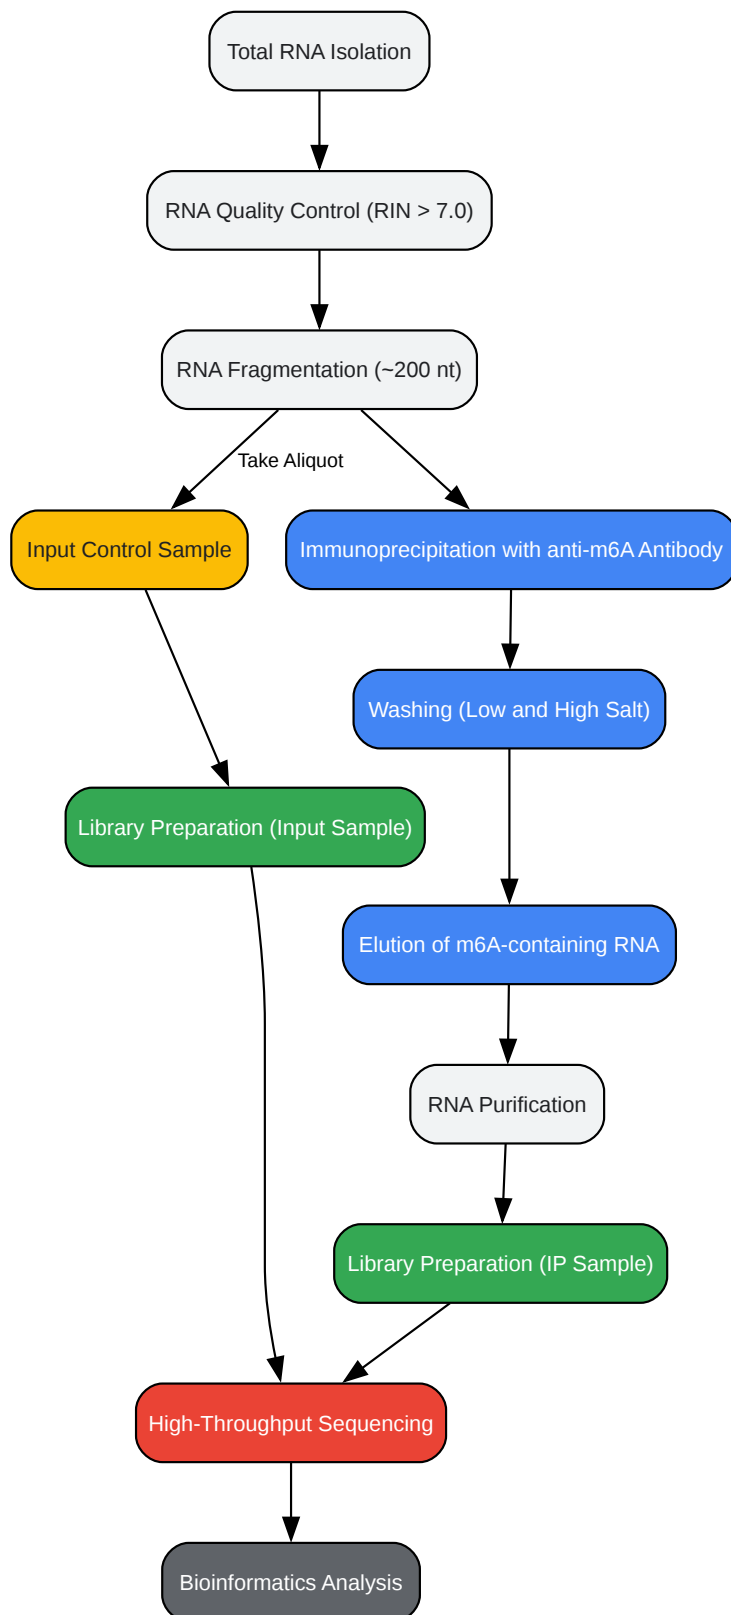 Total RNA Isolation
RNA Quality Control (RIN > 7.0)
RNA Fragmentation (~200 nt)
Take Aliquot
Input Control Sample
Immunoprecipitation with anti-m6A Antibody
Washing (Low and High Salt)
Library Preparation (Input Sample)
Elution of m6A-containing RNA
RNA Purification
Library Preparation (IP Sample)
High-Throughput Sequencing
Bioinformatics Analysis